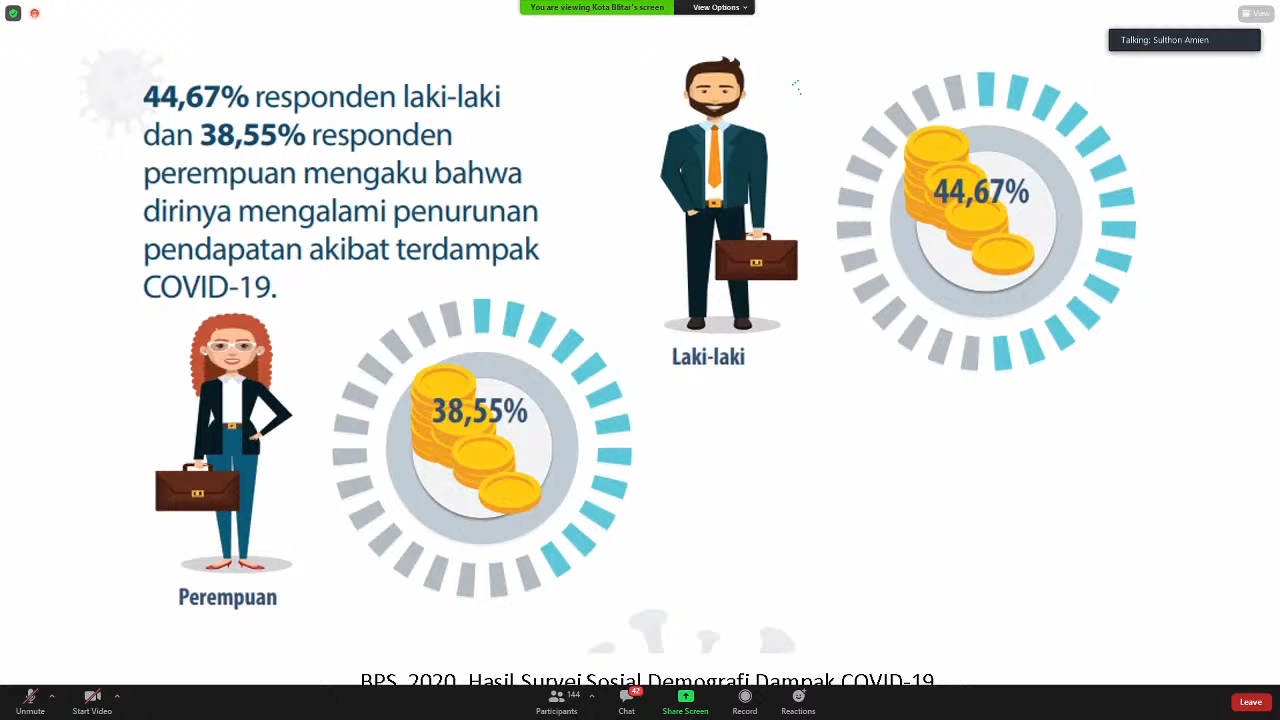 You are viewing Kota Blitar's screen
View Options
View
Talking: Sulthon Amien
44,67% responden laki-laki
dan 38,55% responden
perempuan mengaku bahwa
dirinya mengalami penurunan
pendapatan akibat terdampak
COVID-19.
44,67%
Laki-laki
38,55%
Perempuan
BPS, 2020. Hasil Survei Sosial Demografi Dampak COVID-19
Unmute
Start Video
144
Participants
42
Chat
Share Screen
Record
Reactions
Leave